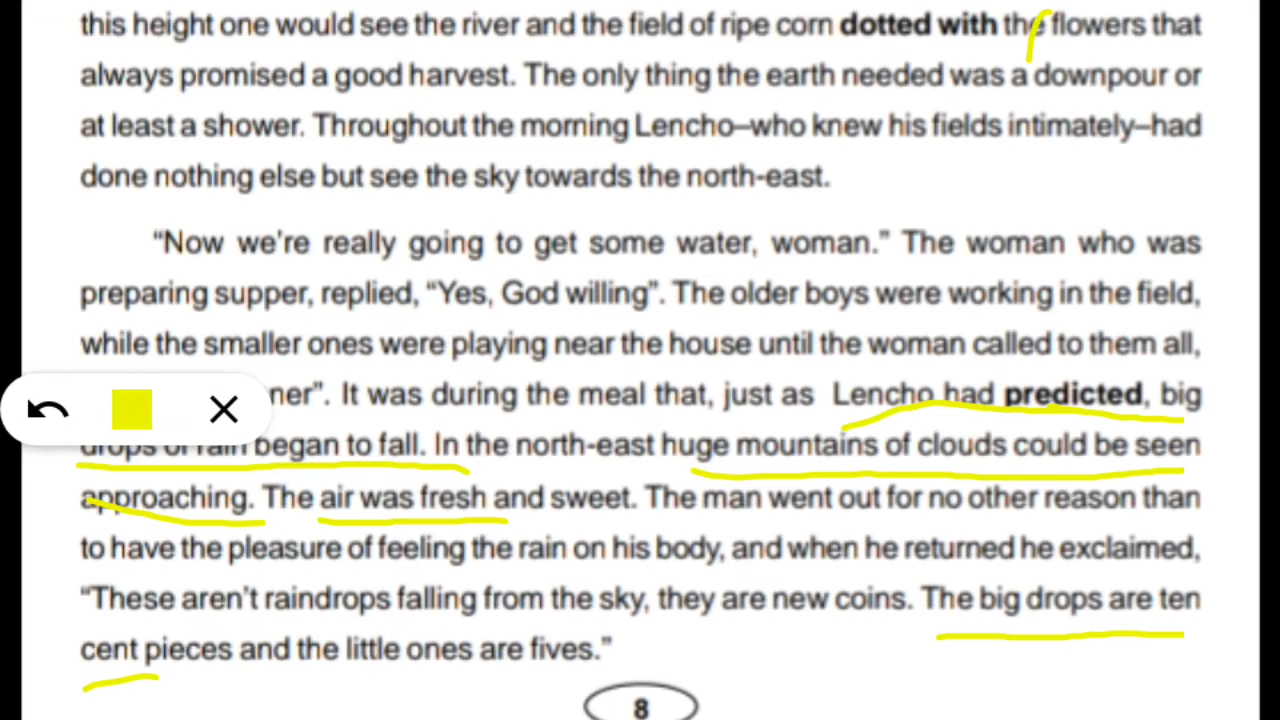 this height one would see the river and the field of ripe corn dotted with the flowers that
always promised a good harvest. The only thing the earth needed was a downpour or
at least a shower. Throughout the morning Lencho–who knew his fields intimately–had
done nothing else but see the sky towards the north-east.
“Now we're really going to get some water, woman.” The woman who was
preparing supper, replied, “Yes, God willing”. The older boys were working in the field,
while the smaller ones were playing near the house until the woman called to them all,
ner”. It was during the meal that, just as Lencho had predicted, big
drops of rain began to fall. In the north-east huge mountains of clouds could be seen
approaching. The air was fresh and sweet. The man went out for no other reason than
to have the pleasure of feeling the rain on his body, and when he returned he exclaimed,
“These aren't raindrops falling from the sky, they are new coins. The big drops are ten
cent pieces and the little ones are fives.”
8